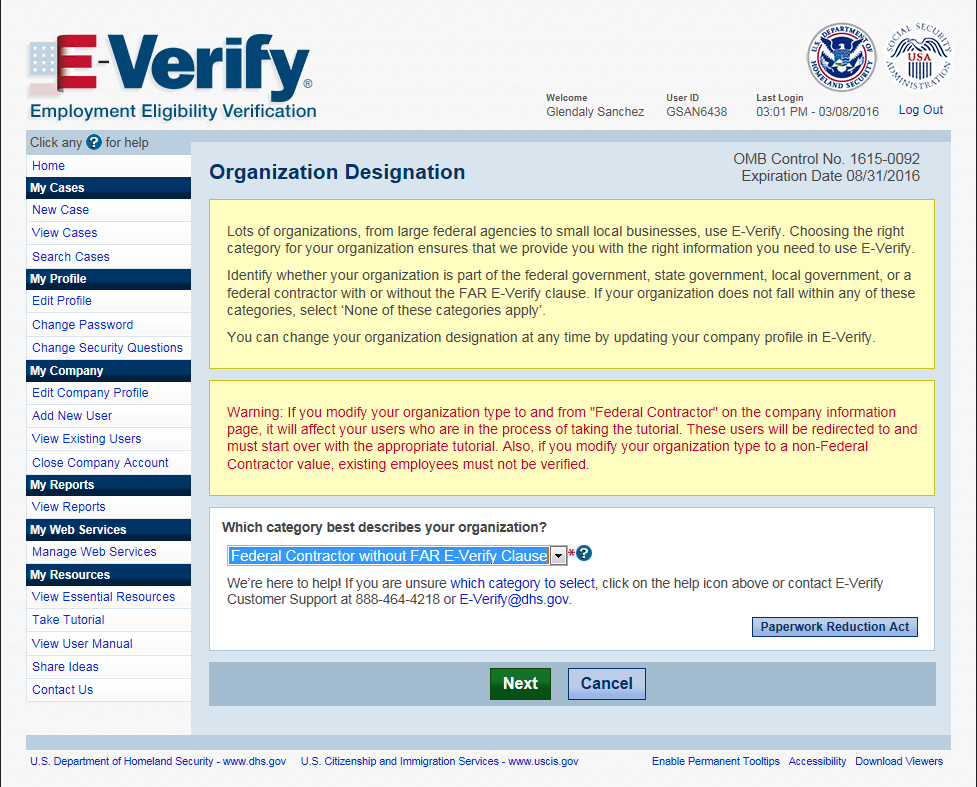 E-Verify®
Employment Eligibility Verification
U.S. DEPARTMENT OF HOMELAND SECURITY
SOCIAL SECURITY ADMINISTRATION
USA
Welcome
Glendaly Sanchez
User ID
GSAN6438
Last Login
03:01 PM - 03/08/2016
Log Out
Click any ? for help
Home
My Cases
New Case
View Cases
Search Cases
My Profile
Edit Profile
Change Password
Change Security Questions
My Company
Edit Company Profile
Add New User
View Existing Users
Close Company Account
My Reports
View Reports
My Web Services
Manage Web Services
My Resources
View Essential Resources
Take Tutorial
View User Manual
Share Ideas
Contact Us
Organization Designation
OMB Control No. 1615-0092
Expiration Date 08/31/2016
Lots of organizations, from large federal agencies to small local businesses, use E-Verify. Choosing the right
category for your organization ensures that we provide you with the right information you need to use E-Verify.
Identify whether your organization is part of the federal government, state government, local government, or a
federal contractor with or without the FAR E-Verify clause. If your organization does not fall within any of these
categories, select ‘None of these categories apply’.
You can change your organization designation at any time by updating your company profile in E-Verify.
Warning: If you modify your organization type to and from "Federal Contractor" on the company information
page, it will affect your users who are in the process of taking the tutorial. These users will be redirected to and
must start over with the appropriate tutorial. Also, if you modify your organization type to a non-Federal
Contractor value, existing employees must not be verified.
Which category best describes your organization?
Federal Contractor without FAR E-Verify Clause * ?
We’re here to help! If you are unsure which category to select, click on the help icon above or contact E-Verify
Customer Support at 888-464-4218 or E-Verify@dhs.gov.
Paperwork Reduction Act
Next
Cancel
U.S. Department of Homeland Security - www.dhs.gov
U.S. Citizenship and Immigration Services - www.uscis.gov
Enable Permanent Tooltips
Accessibility
Download Viewers